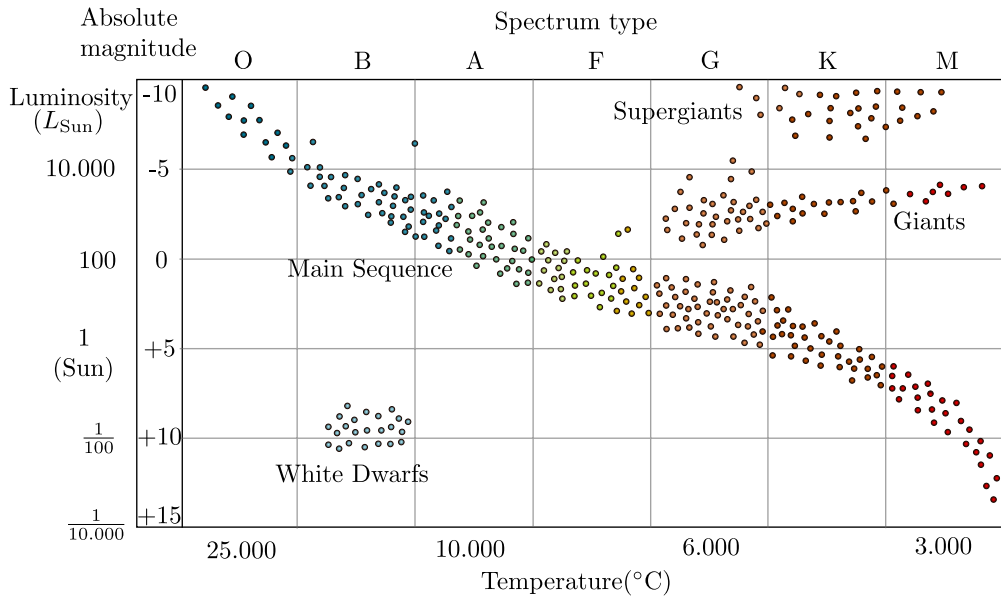 Absolute
magnitude
Spectrum type
O B A F G K M
Luminosity
(L_Sun)
-10
Supergiants
10.000
-5
Giants
100
0
Main Sequence
1
(Sun)
+5
1/100
+10
White Dwarfs
1/10.000
+15
25.000 10.000 6.000 3.000
Temperature(°C)